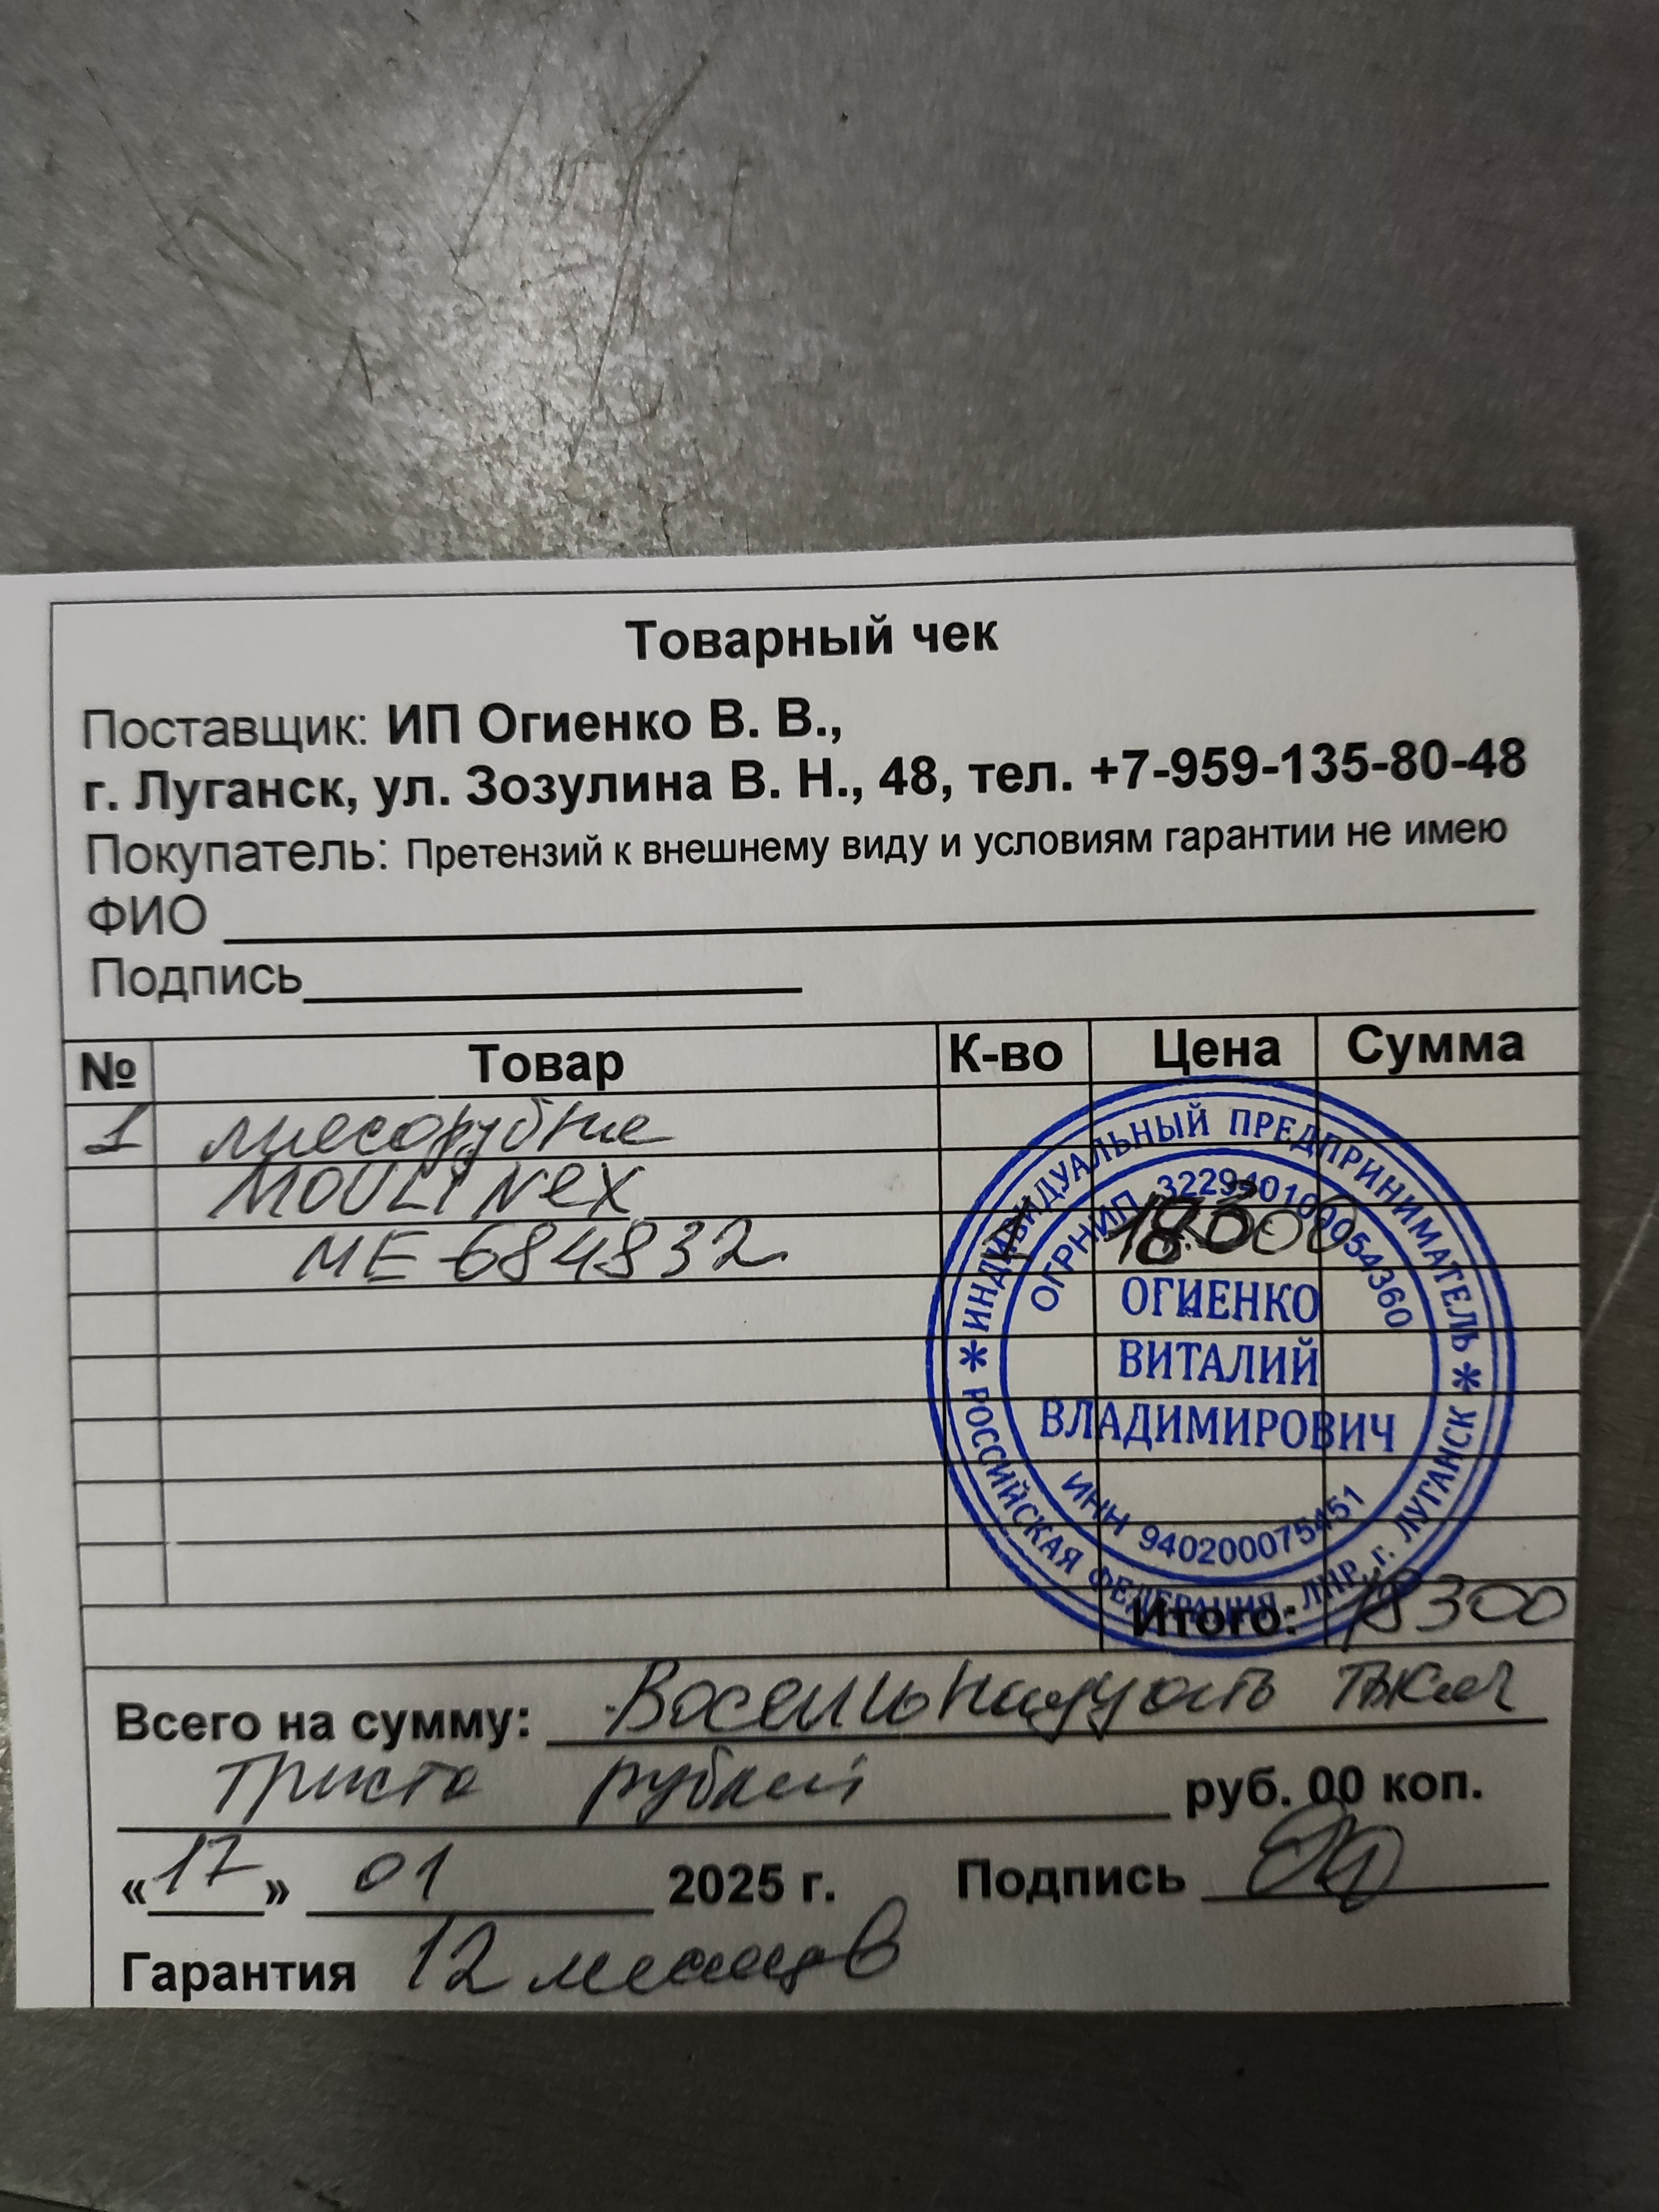 Товарный чек
Поставщик: ИП Огиенко В. В.,
г. Луганск, ул. Зозулина В. Н., 48, тел. +7-959-135-80-48
Покупатель: Претензий к внешнему виду и условиям гарантии не имею
ФИО
Подпись
№ Товар К-во Цена Сумма
1 мясорубка
MOULINEX
ME 684832 1
ИНДИВИДУАЛЬНЫЙ ПРЕДПРИНИМАТЕЛЬ
ОГРНИП
ОГИЕНКО
ВИТАЛИЙ
ВЛАДИМИРОВИЧ
ИНН 940200075451
РОССИЙСКАЯ ФЕДЕРАЦИЯ, ЛНР, г. ЛУГАНСК
Итого: 18300
Всего на сумму: Восемьнадцать тысяч
триста рублей руб. 00 коп.
«17» 01 2025 г. Подпись
Гарантия 12 месяцев